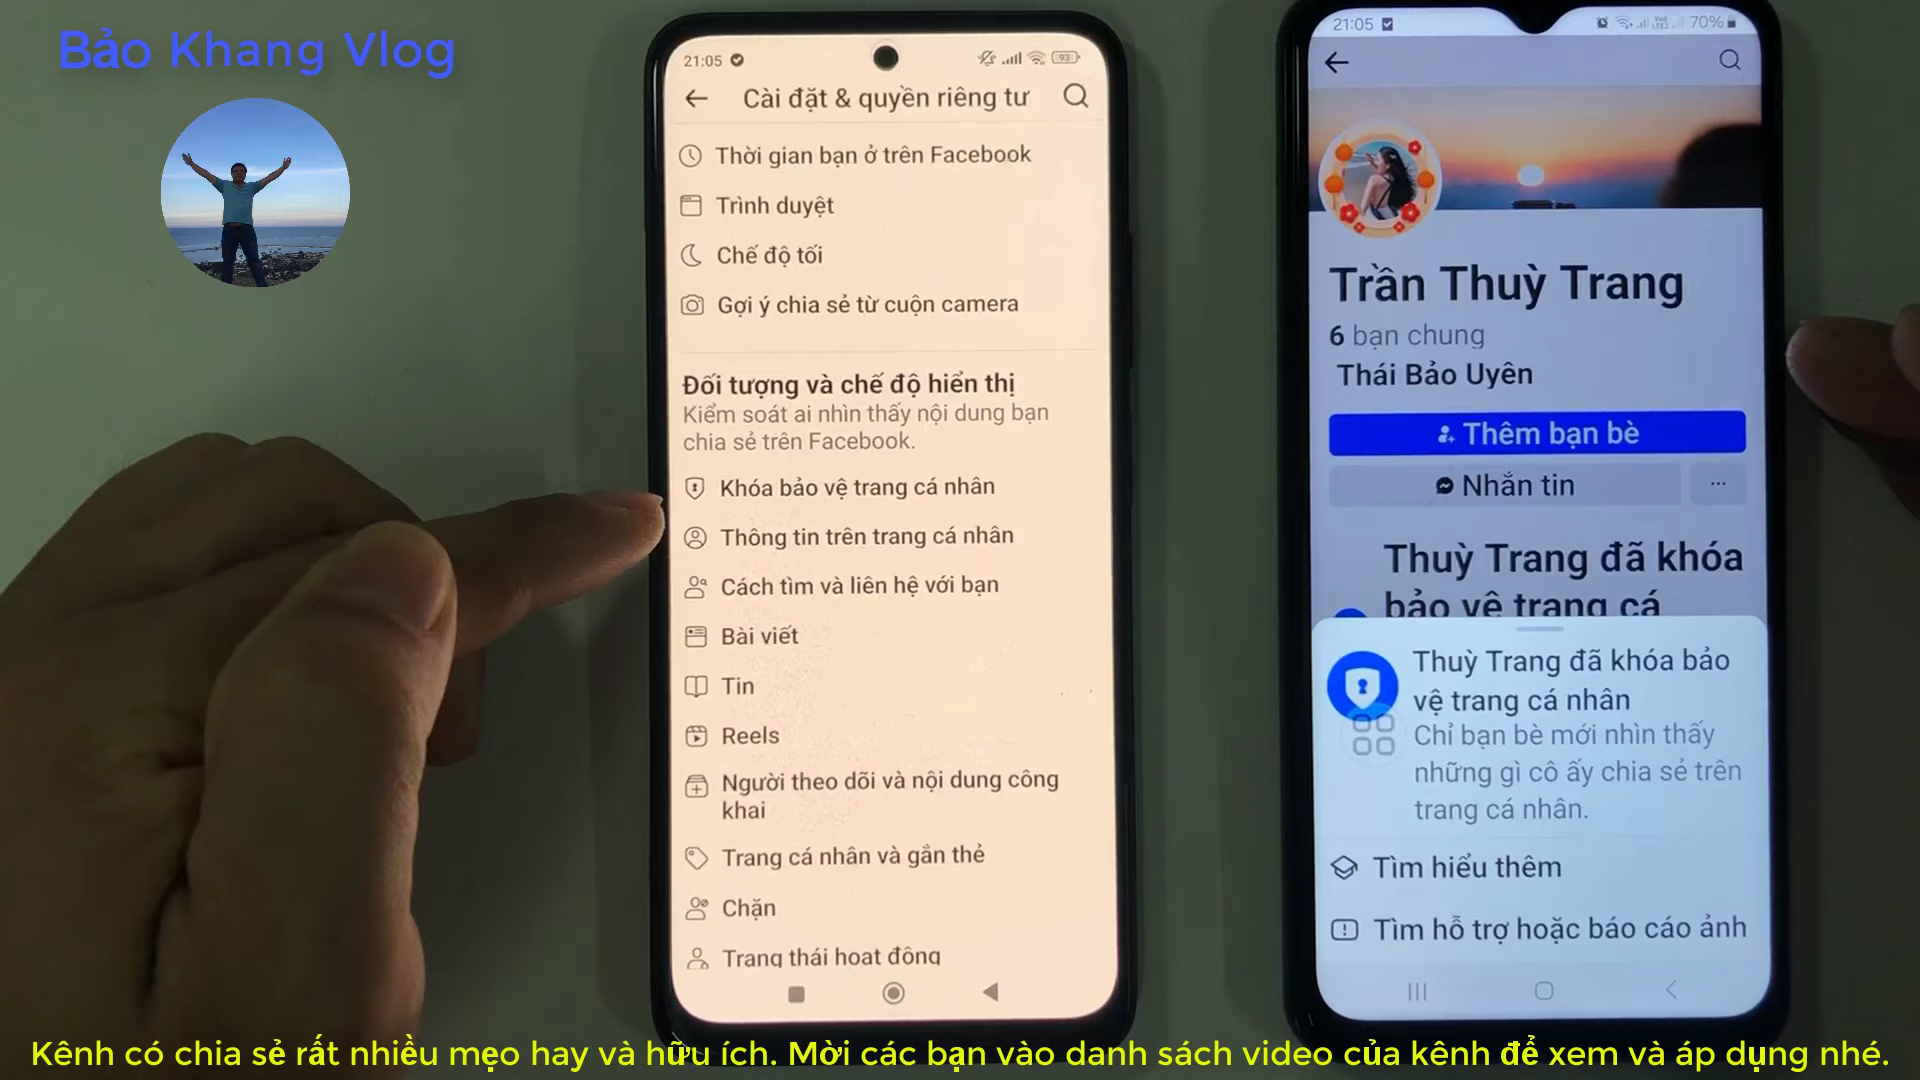 Bảo Khang Vlog
21:05
93
Cài đặt & quyền riêng tư
Thời gian bạn ở trên Facebook
Trình duyệt
Chế độ tối
Gợi ý chia sẻ từ cuộn camera
Đối tượng và chế độ hiển thị
Kiểm soát ai nhìn thấy nội dung bạn
chia sẻ trên Facebook.
Khóa bảo vệ trang cá nhân
Thông tin trên trang cá nhân
Cách tìm và liên hệ với bạn
Bài viết
Tin
Reels
Người theo dõi và nội dung công
khai
Trang cá nhân và gắn thẻ
Chặn
Trạng thái hoạt động
21:05
70%
Trần Thuỳ Trang
6 bạn chung
Thái Bảo Uyên
Thêm bạn bè
Nhắn tin
Thuỳ Trang đã khóa
bảo vệ trang cá
Thuỳ Trang đã khóa bảo
vệ trang cá nhân
Chỉ bạn bè mới nhìn thấy
những gì cô ấy chia sẻ trên
trang cá nhân.
Tìm hiểu thêm
Tìm hỗ trợ hoặc báo cáo ảnh
Kênh có chia sẻ rất nhiều mẹo hay và hữu ích. Mời các bạn vào danh sách video của kênh để xem và áp dụng nhé.